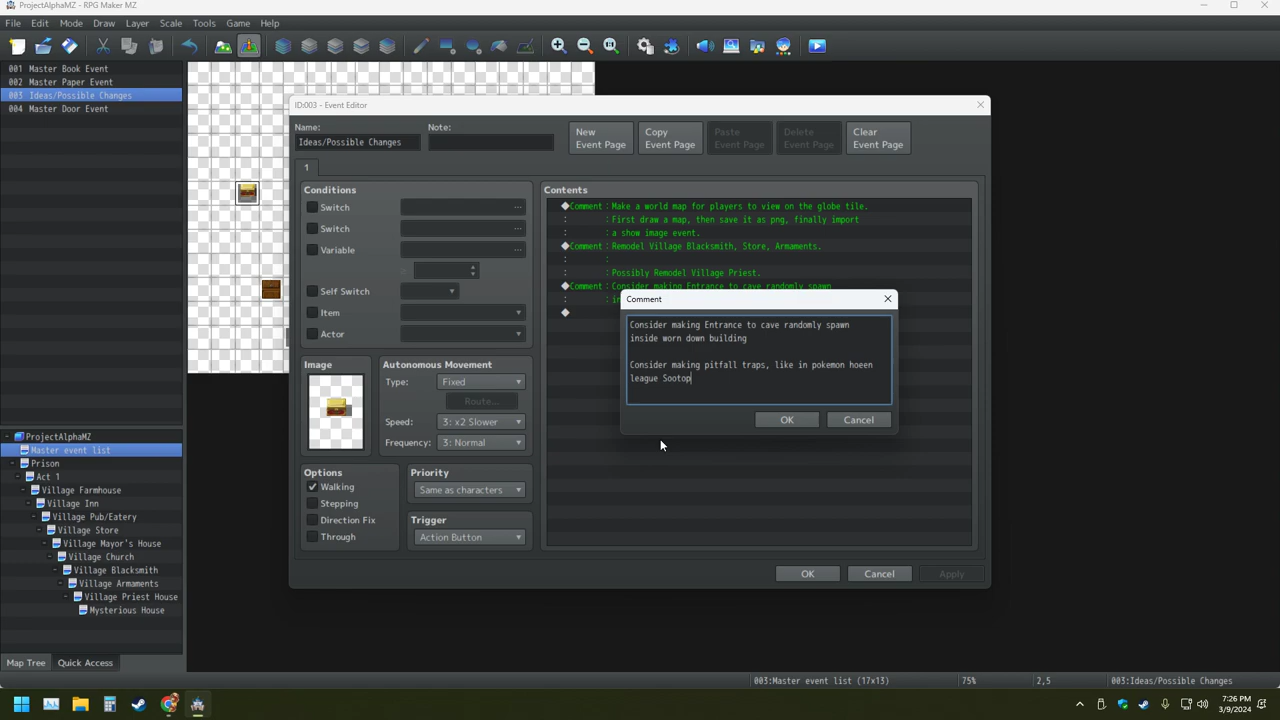 ProjectAlphaMZ - RPG Maker MZ
File Edit Mode Draw Layer Scale Tools Game Help
001 Master Book Event
002 Master Paper Event
003 Ideas/Possible Changes
004 Master Door Event
ID:003 - Event Editor
Name:
Note:
Ideas/Possible Changes
New
Event Page
Copy
Event Page
Paste
Event Page
Delete
Event Page
Clear
Event Page
1
Conditions
Switch ...
Switch ...
Variable ...
Self Switch
Item
Actor
Image
Autonomous Movement
Type: Fixed
Route...
Speed: 3: x2 Slower
Frequency: 3: Normal
Options
Walking
Stepping
Direction Fix
Through
Priority
Same as characters
Trigger
Action Button
Contents
◆Comment : Make a world map for players to view on the globe tile.
: : First draw a map, then save it as png, finally import
: : a show image event.
◆Comment : Remodel Village Blacksmith, Store, Armaments.
: :
: : Possibly Remodel Village Priest.
◆Comment : Consider making Entrance to cave randomly spawn
: : in
◆
Comment
Consider making Entrance to cave randomly spawn
inside worn down building
Consider making pitfall traps, like in pokemon hoeen
league Sootop
OK Cancel
OK Cancel Apply
ProjectAlphaMZ
Master event list
Prison
Act 1
Village Farmhouse
Village Inn
Village Pub/Eatery
Village Store
Village Mayor's House
Village Church
Village Blacksmith
Village Armaments
Village Priest House
Mysterious House
Map Tree Quick Access
003:Master event list (17x13) 75% 2,5 003:Ideas/Possible Changes
7:26 PM
3/9/2024